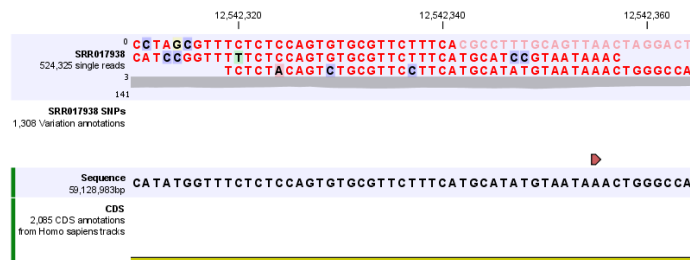 12,542,320 12,542,340 12,542,360
0
CCTAGCGTTTCTCTCCAGTGTGCGTTCTTTCACGCCTTTGCAGTTAACTAGGACT
SRR017938
CATCCGGTTTTTCTCCAGTGTGCGTTCTTTCATGCATCCGTAATAAAC
524,325 single reads
TCTCTACAGTCTGCGTTCCTTCATGCATATGTAATAAACTGGGCCA
3
141
SRR017938 SNPs
1,308 Variation annotations
Sequence
CATATGGTTTCTCTCCAGTGTGCGTTCTTTCATGCATATGTAATAAACTGGGCCA
59,128,983bp
CDS
2,085 CDS annotations
from Homo sapiens tracks